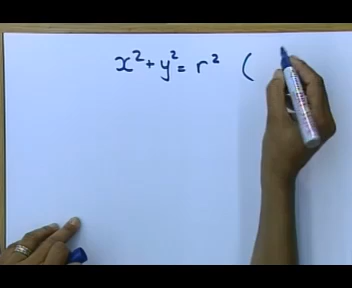 x² + y² = r² (